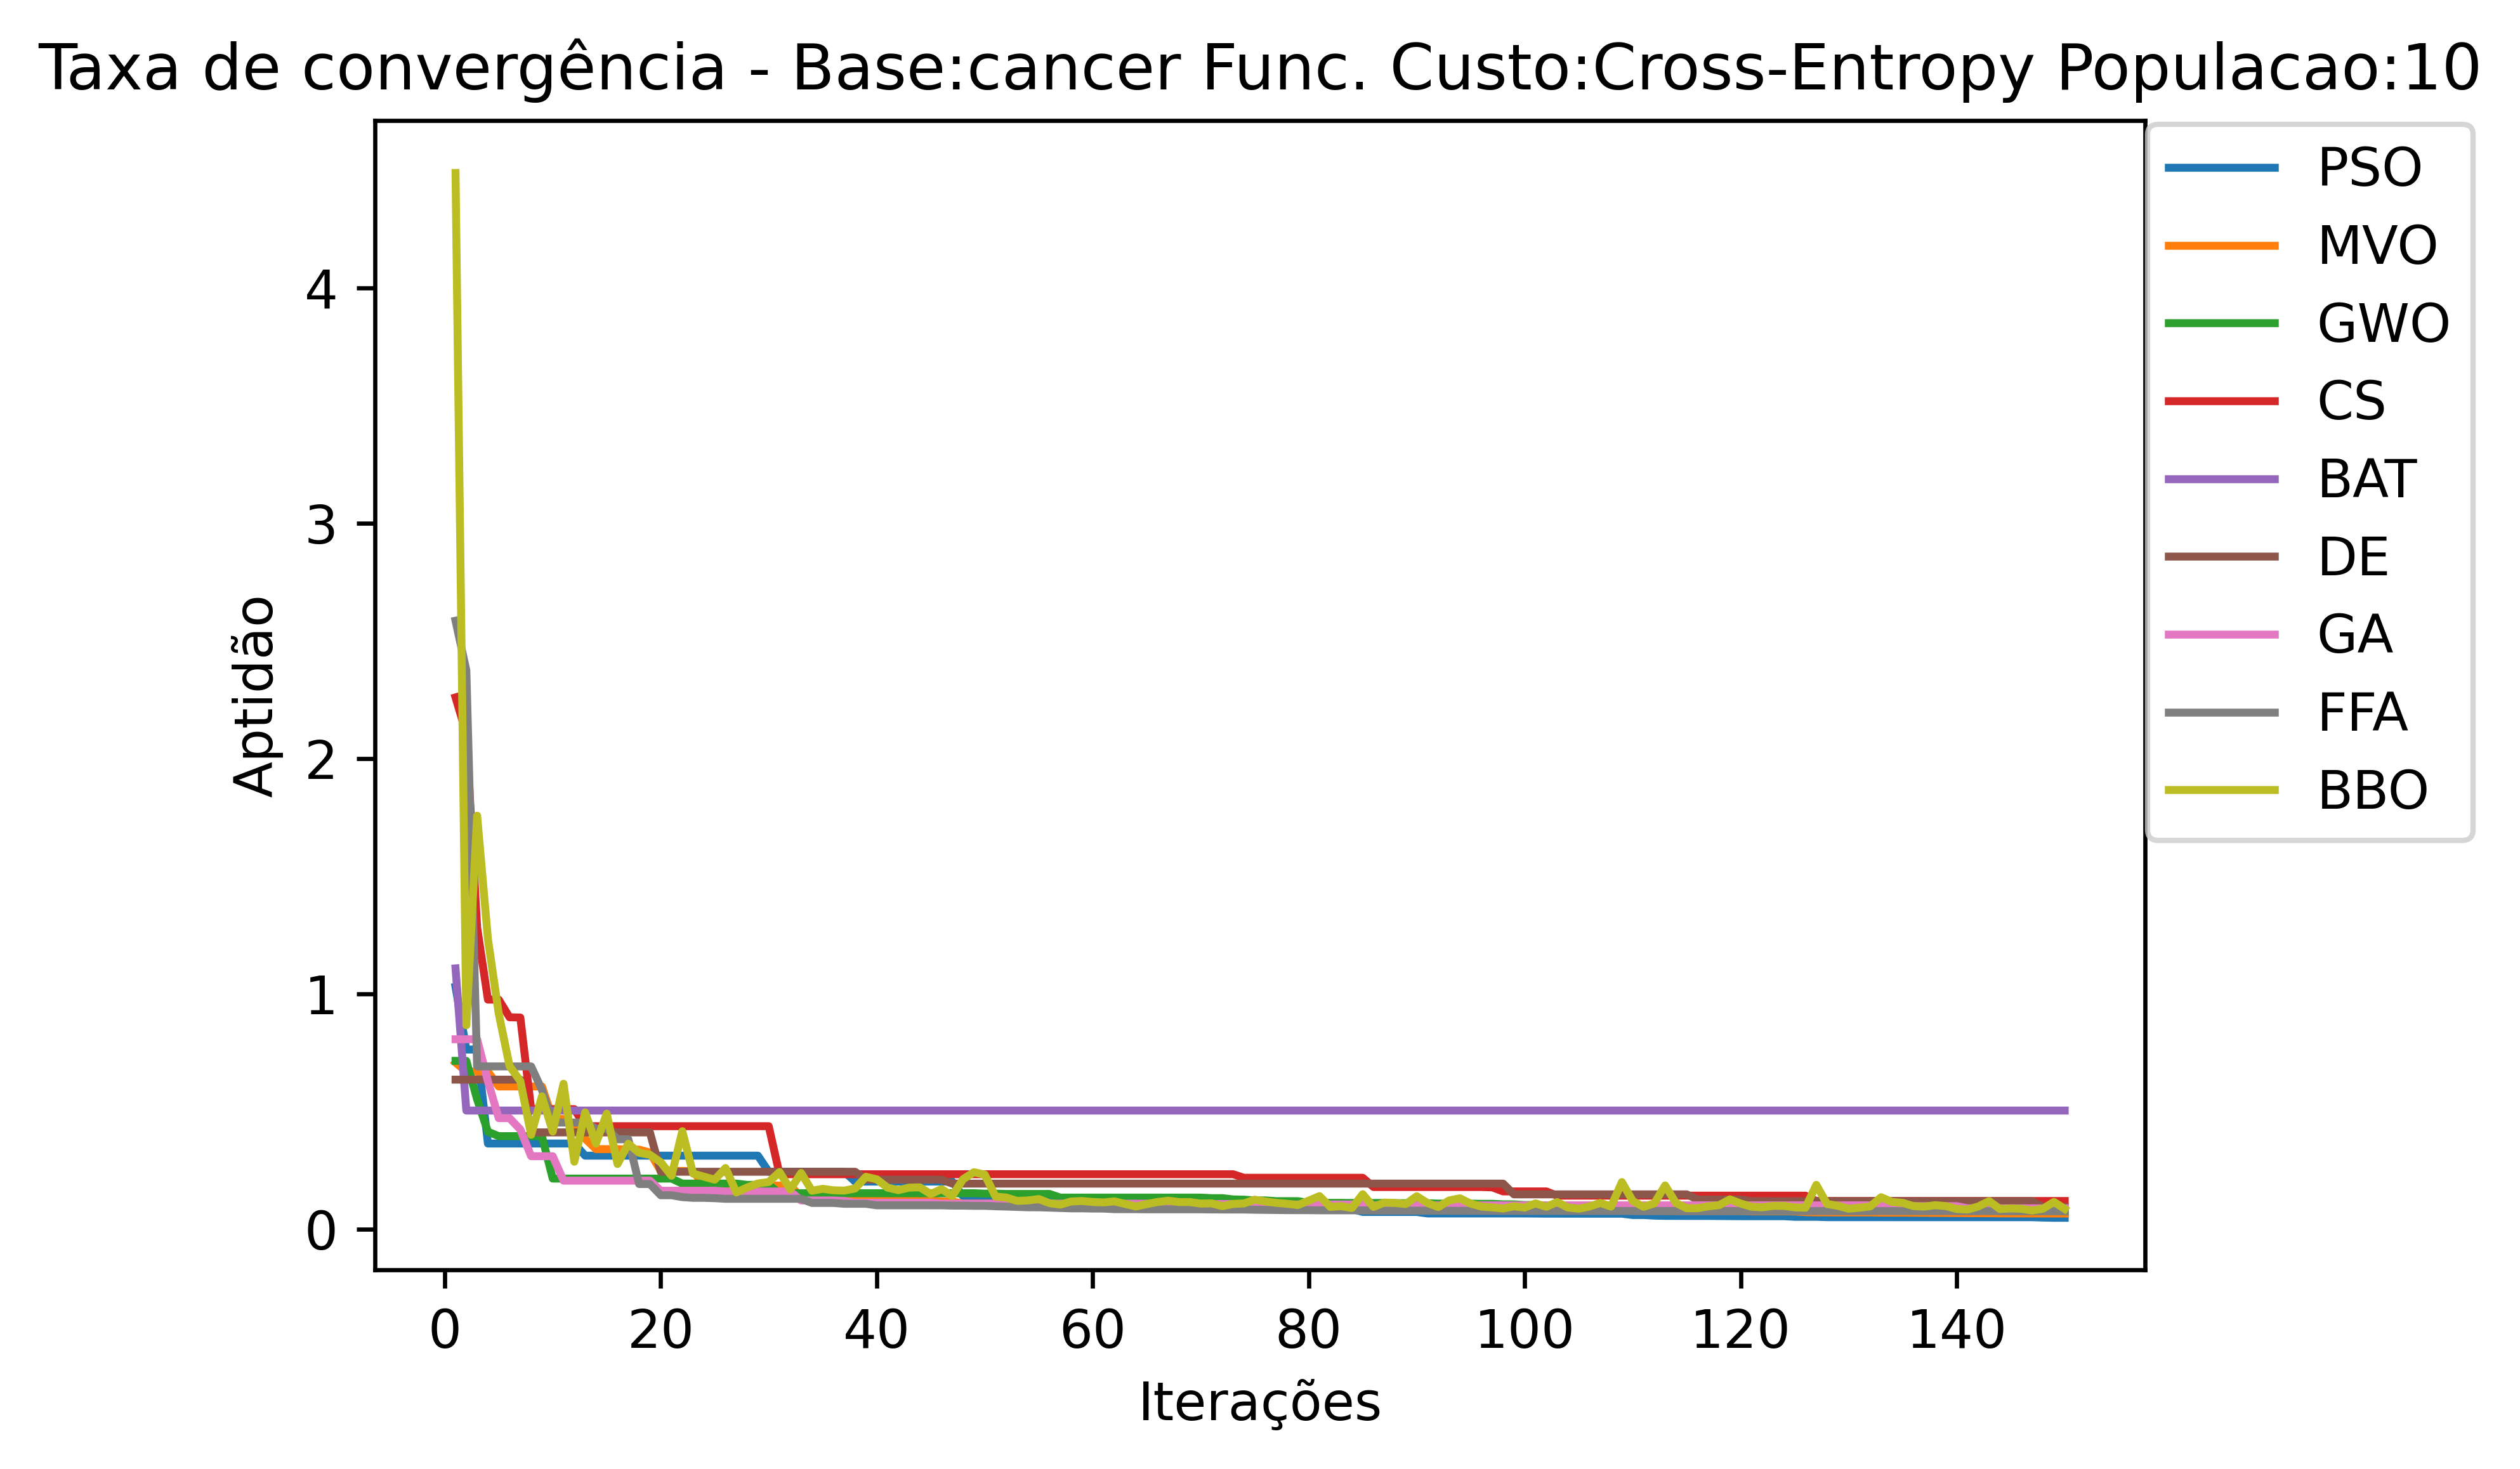 Taxa de convergência - Base:cancer Func. Custo:Cross-Entropy Populacao:10
PSO
MVO
GWO
CS
BAT
DE
GA
FFA
BBO
Aptidão
4
3
2
1
0
0 20 40 60 80 100 120 140
Iterações